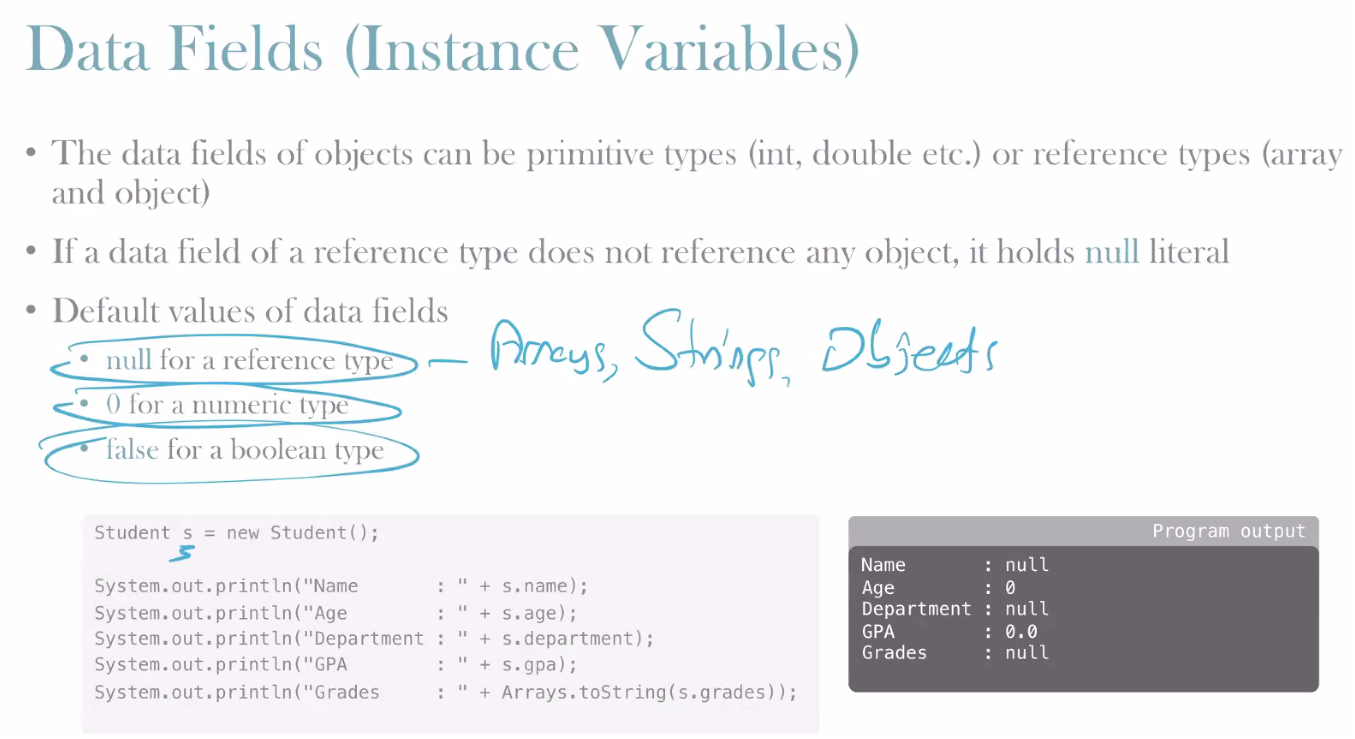 Data Fields (Instance Variables)
• The data fields of objects can be primitive types (int, double etc.) or reference types (array
and object)
• If a data field of a reference type does not reference any object, it holds null literal
• Default values of data fields
• null for a reference type — Arrays, Strings, Objects
• 0 for a numeric type
• false for a boolean type
Student s = new Student();
s
System.out.println("Name       : " + s.name);
System.out.println("Age        : " + s.age);
System.out.println("Department : " + s.department);
System.out.println("GPA        : " + s.gpa);
System.out.println("Grades     : " + Arrays.toString(s.grades));
Program output
Name       : null
Age        : 0
Department : null
GPA        : 0.0
Grades     : null